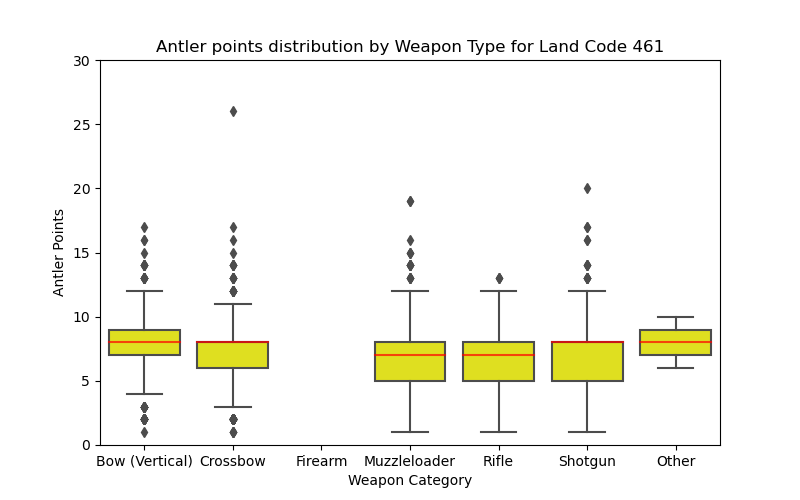 Antler points distribution by Weapon Type for Land Code 461
30
25
20
15
10
5
0
Antler Points
Bow (Vertical) Crossbow Firearm Muzzleloader Rifle Shotgun Other
Weapon Category